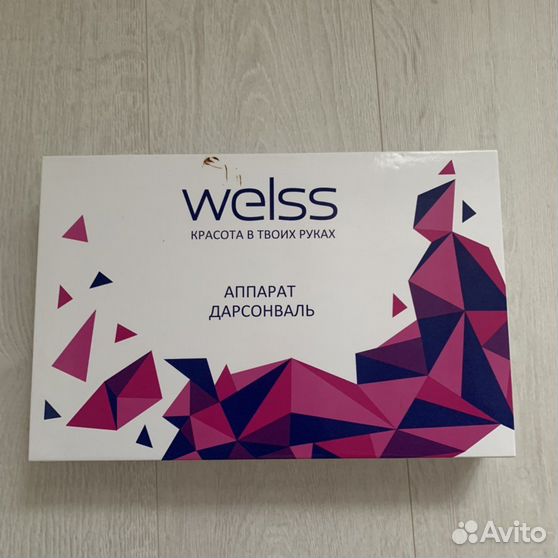 welss
КРАСОТА В ТВОИХ РУКАХ
АППАРАТ
ДАРСОНВАЛЬ
Avito